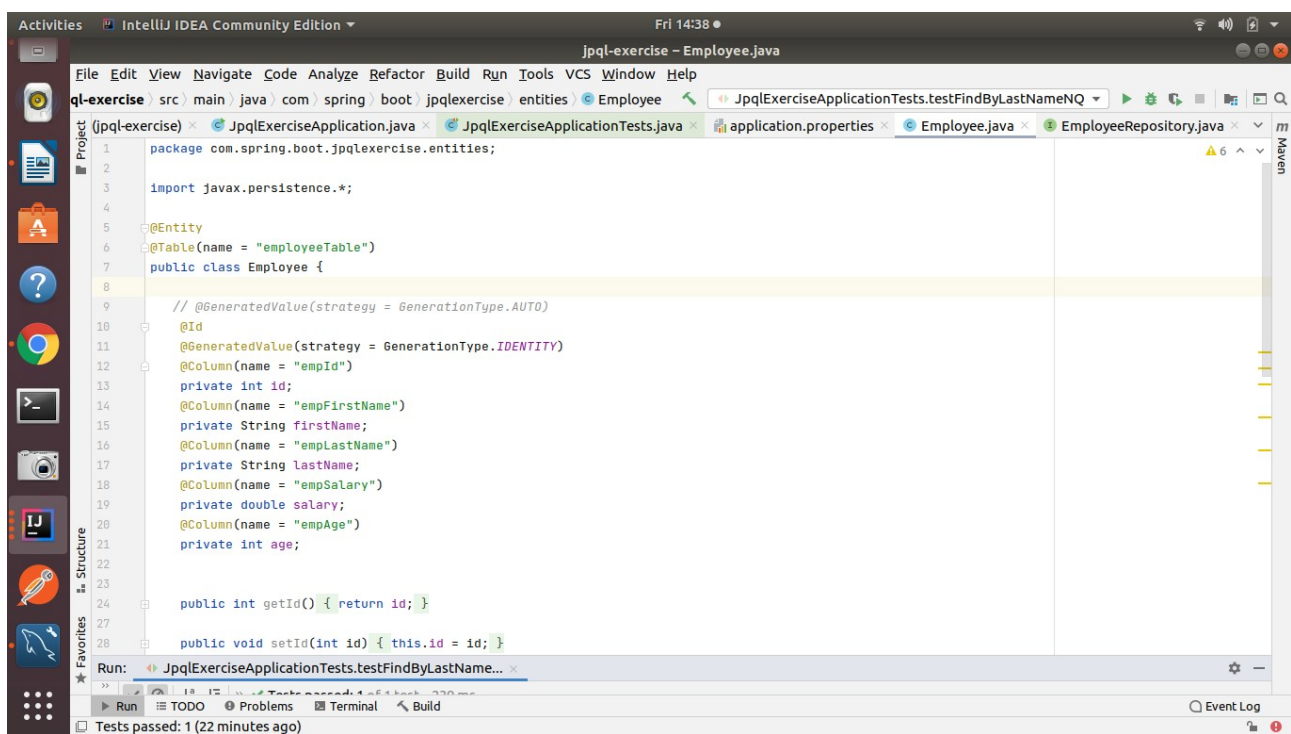 Activities IntelliJ IDEA Community Edition Fri 14:38
jpql-exercise – Employee.java
File Edit View Navigate Code Analyze Refactor Build Run Tools VCS Window Help
ql-exercise src main java com spring boot jpqlexercise entities Employee JpqlExerciseApplicationTests.testFindByLastNameNQ
(jpql-exercise) JpqlExerciseApplication.java JpqlExerciseApplicationTests.java application.properties Employee.java EmployeeRepository.java
Project
Maven
6
1 package com.spring.boot.jpqlexercise.entities;
2
3 import javax.persistence.*;
4
5 @Entity
6 @Table(name = "employeeTable")
7 public class Employee {
8
9 // @GeneratedValue(strategy = GenerationType.AUTO)
10 @Id
11 @GeneratedValue(strategy = GenerationType.IDENTITY)
12 @Column(name = "empId")
13 private int id;
14 @Column(name = "empFirstName")
15 private String firstName;
16 @Column(name = "empLastName")
17 private String lastName;
18 @Column(name = "empSalary")
19 private double salary;
20 @Column(name = "empAge")
21 private int age;
22
23
24 public int getId() { return id; }
27
28 public void setId(int id) { this.id = id; }
Structure
Favorites
Run: JpqlExerciseApplicationTests.testFindByLastName...
Tests passed: 1 of 1 test
Run TODO Problems Terminal Build Event Log
Tests passed: 1 (22 minutes ago)